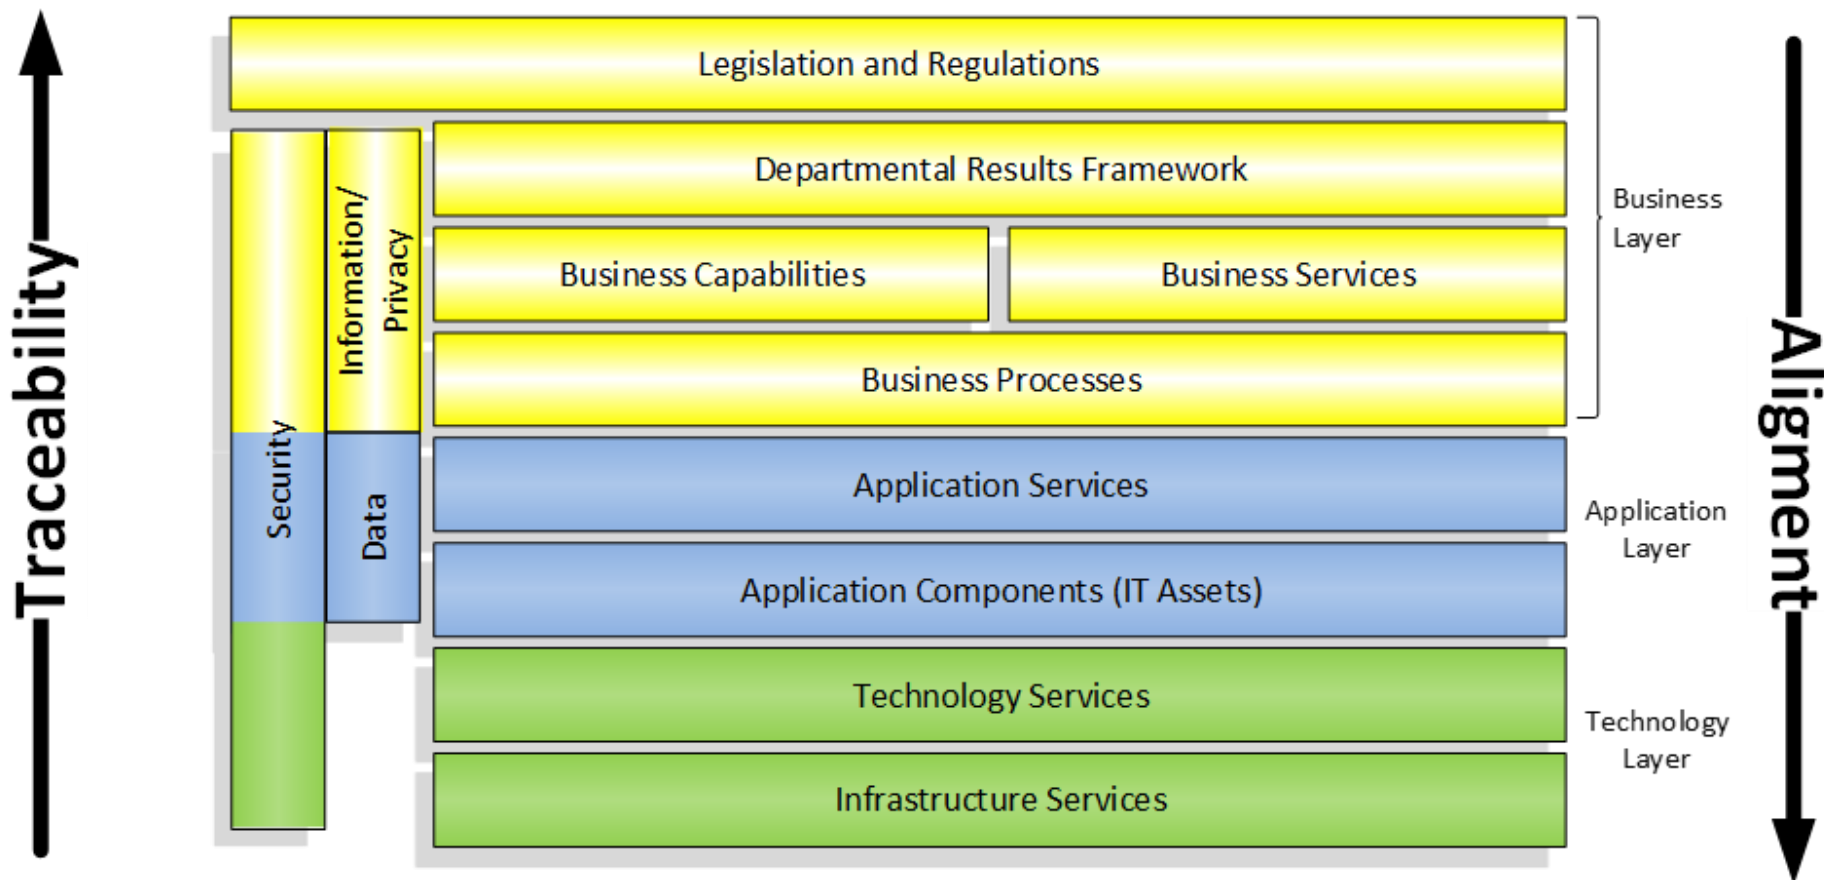 Traceability
Legislation and Regulations
Departmental Results Framework
Business Capabilities
Business Services
Business Processes
Application Services
Application Components (IT Assets)
Technology Services
Infrastructure Services
Security
Information/
Privacy
Data
Business
Layer
Application
Layer
Technology
Layer
Aligment